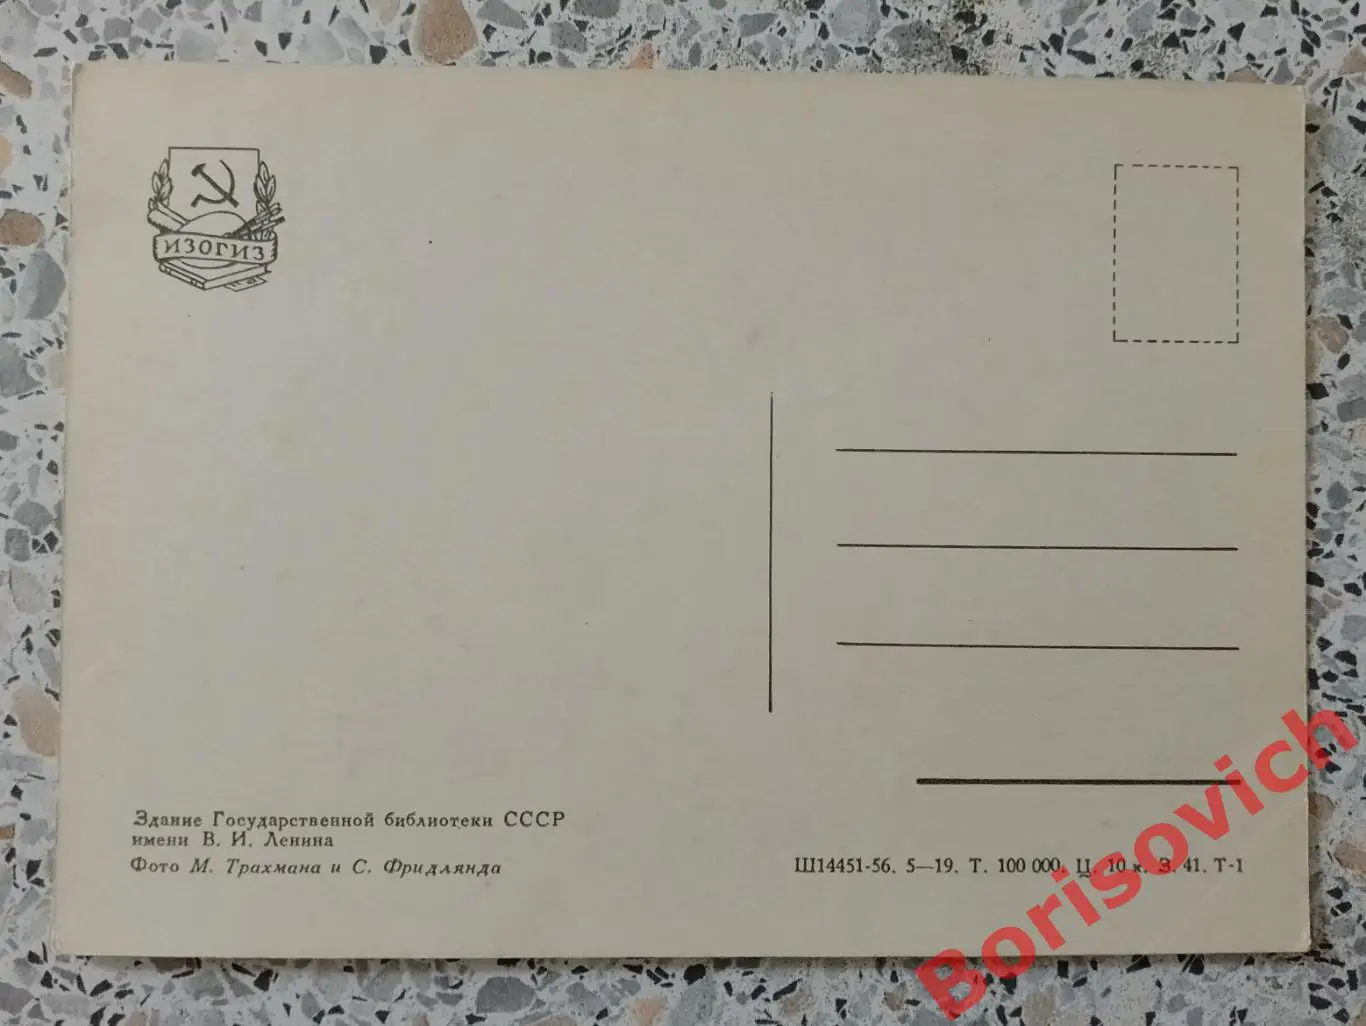 ИЗОГИЗ
Здание Государственной библиотеки СССР
имени В. И. Ленина
Фото М. Трахмана и С. Фридлянда
Ш14451-56. 5—19. Т. 100 000. Ц. 10 к. З. 41. Т-1
Borisovich